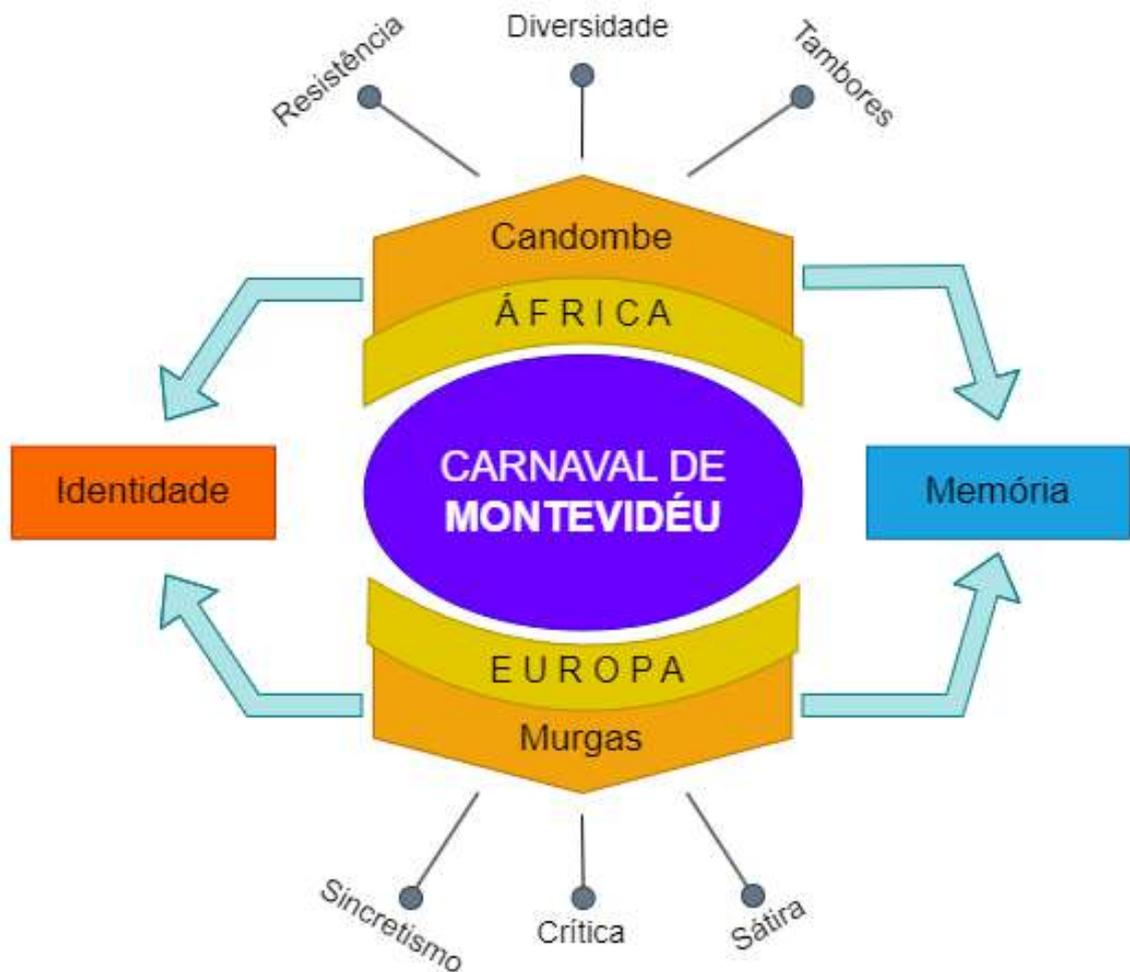 Resistência
Diversidade
Tambores
Candombe
ÁFRICA
CARNAVAL DE
MONTEVIDÉU
Identidade
Memória
EUROPA
Murgas
Sincretismo
Crítica
Sátira